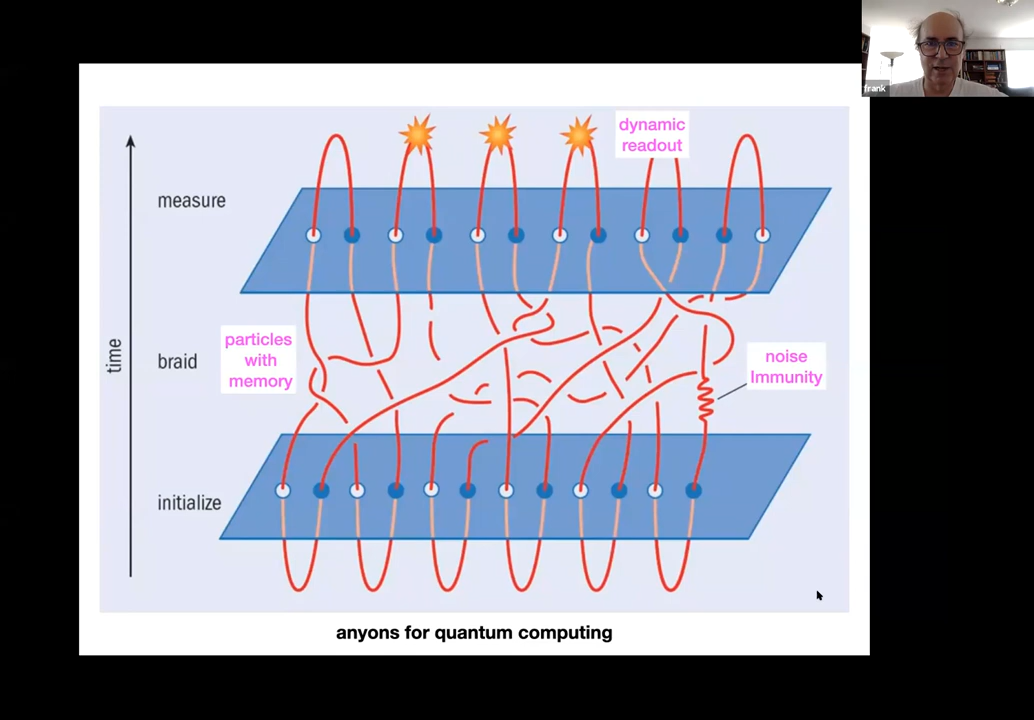 frank
dynamic
readout
measure
time
braid
particles
with
memory
noise
Immunity
initialize
anyons for quantum computing